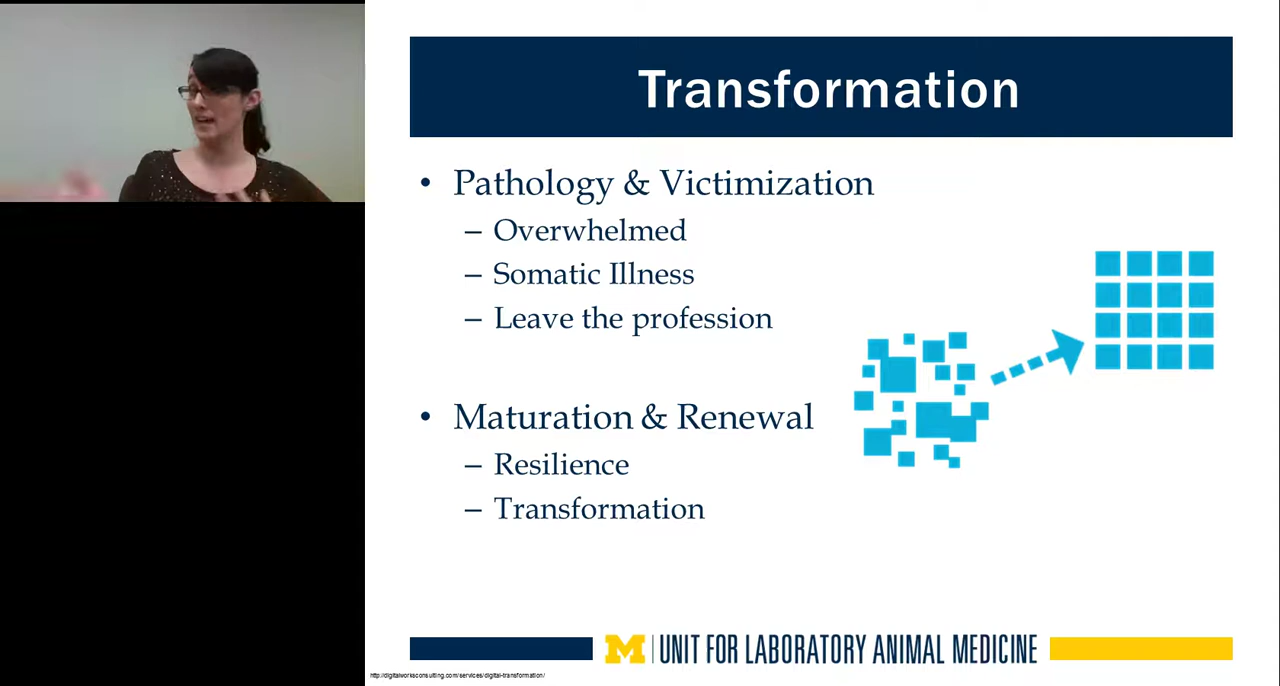 Transformation
• Pathology & Victimization
– Overwhelmed
– Somatic Illness
– Leave the profession
• Maturation & Renewal
– Resilience
– Transformation
M | UNIT FOR LABORATORY ANIMAL MEDICINE
http://digitalworksconsulting.com/services/digital-transformation/